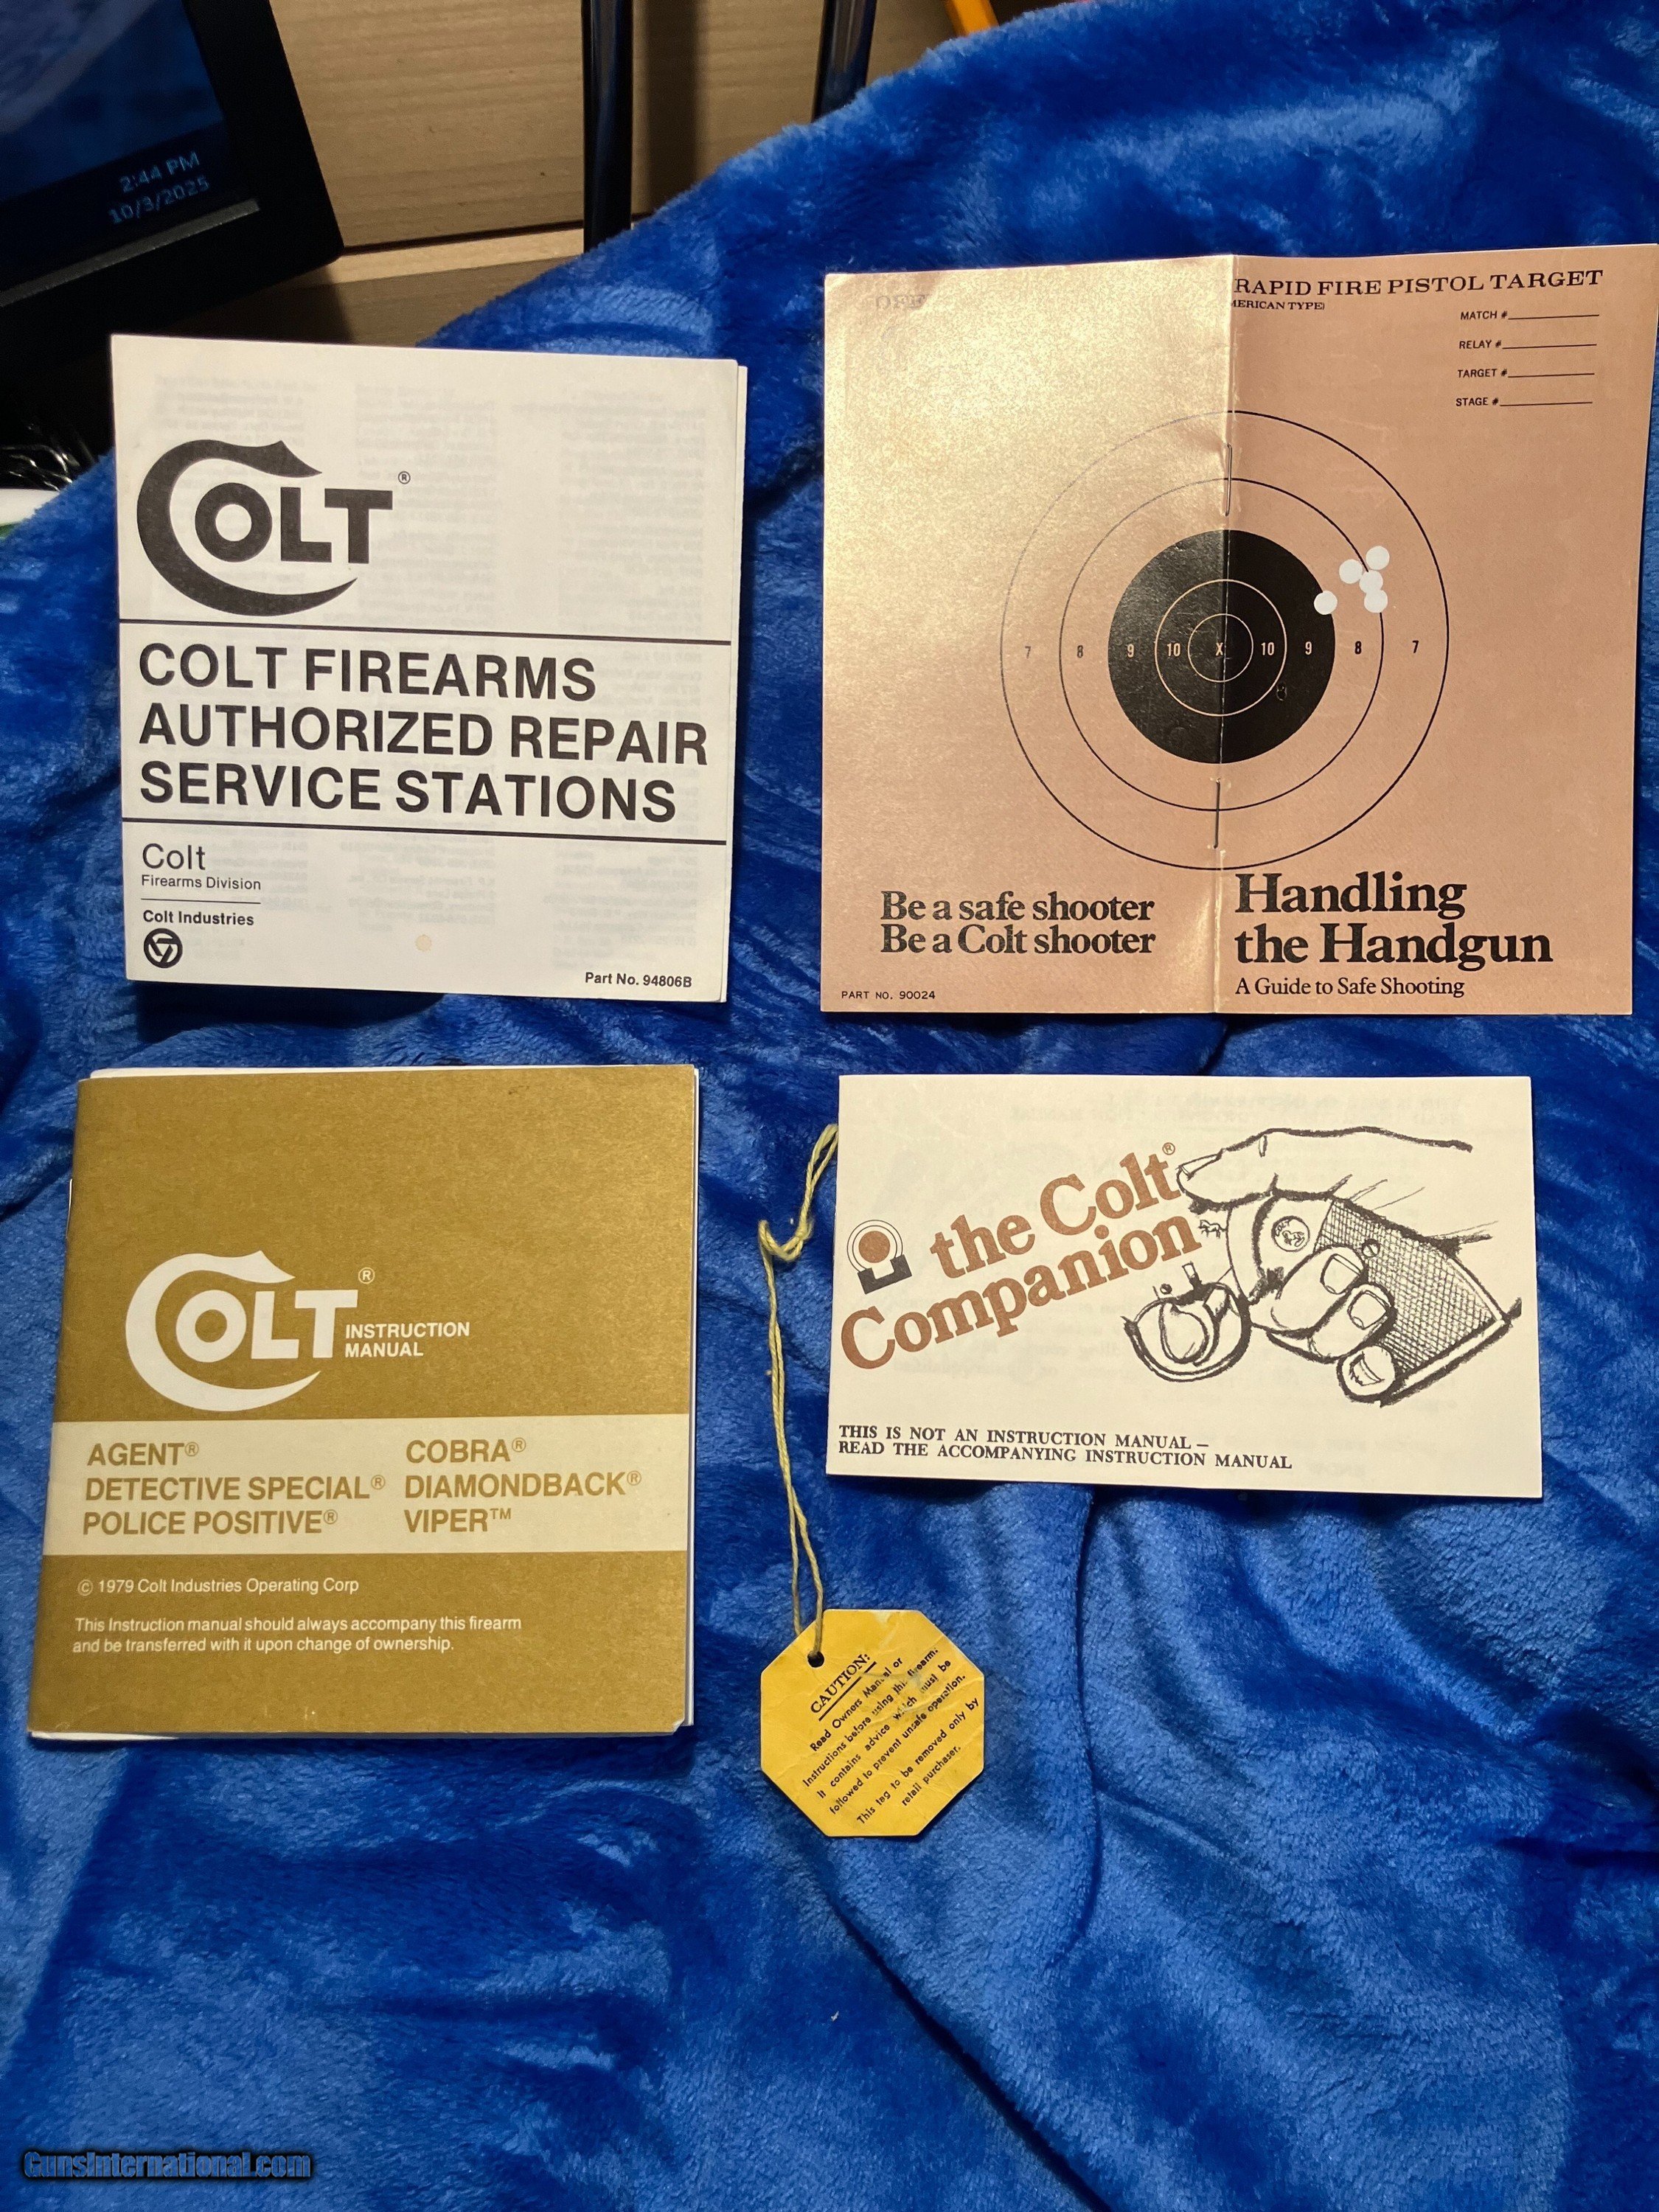 2:44 PM
10/3/2025
COLT®
COLT FIREARMS
AUTHORIZED REPAIR
SERVICE STATIONS
Colt
Firearms Division
Colt Industries
Part No. 94806B
RAPID FIRE PISTOL TARGET
MERICAN TYPE)
MATCH #
RELAY #
TARGET #
STAGE #
7 8 9 10 X 10 9 8 7
Be a safe shooter
Be a Colt shooter
PART NO. 90024
Handling
the Handgun
A Guide to Safe Shooting
COLT® INSTRUCTION
MANUAL
AGENT®
DETECTIVE SPECIAL®
POLICE POSITIVE®
COBRA®
DIAMONDBACK®
VIPER™
© 1979 Colt Industries Operating Corp
This Instruction manual should always accompany this firearm
and be transferred with it upon change of ownership.
the Colt®
Companion
THIS IS NOT AN INSTRUCTION MANUAL –
READ THE ACCOMPANYING INSTRUCTION MANUAL
CAUTION:
Read Owners Manual or
Instructions before using this firearm.
It contains advice which must be
followed to prevent unsafe operation.
This tag to be removed only by
retail purchaser.
GunsInternational.com